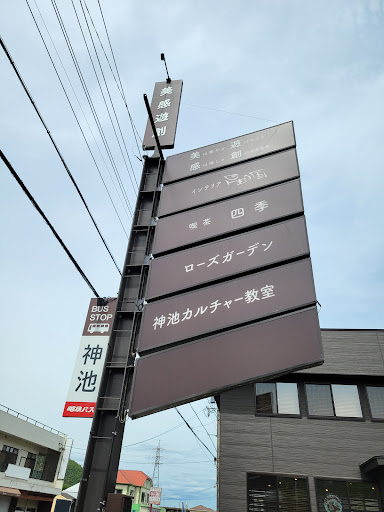 美感遊創
美 遊
感 創
インテリア
喫茶 四季
ローズガーデン
神池カルチャー教室
BUS
STOP
神池
岐阜バス